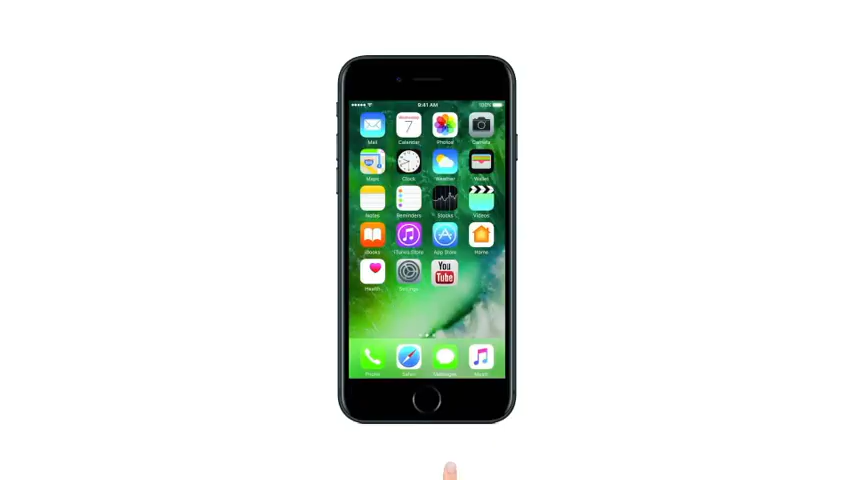 9:41 AM 100%
Wednesday
7
Mail Calendar Photos Camera
Maps Clock Weather Wallet
Notes Reminders Stocks Videos
iBooks iTunes Store App Store Home
You
Tube
Health Settings
Phone Safari Messages Music